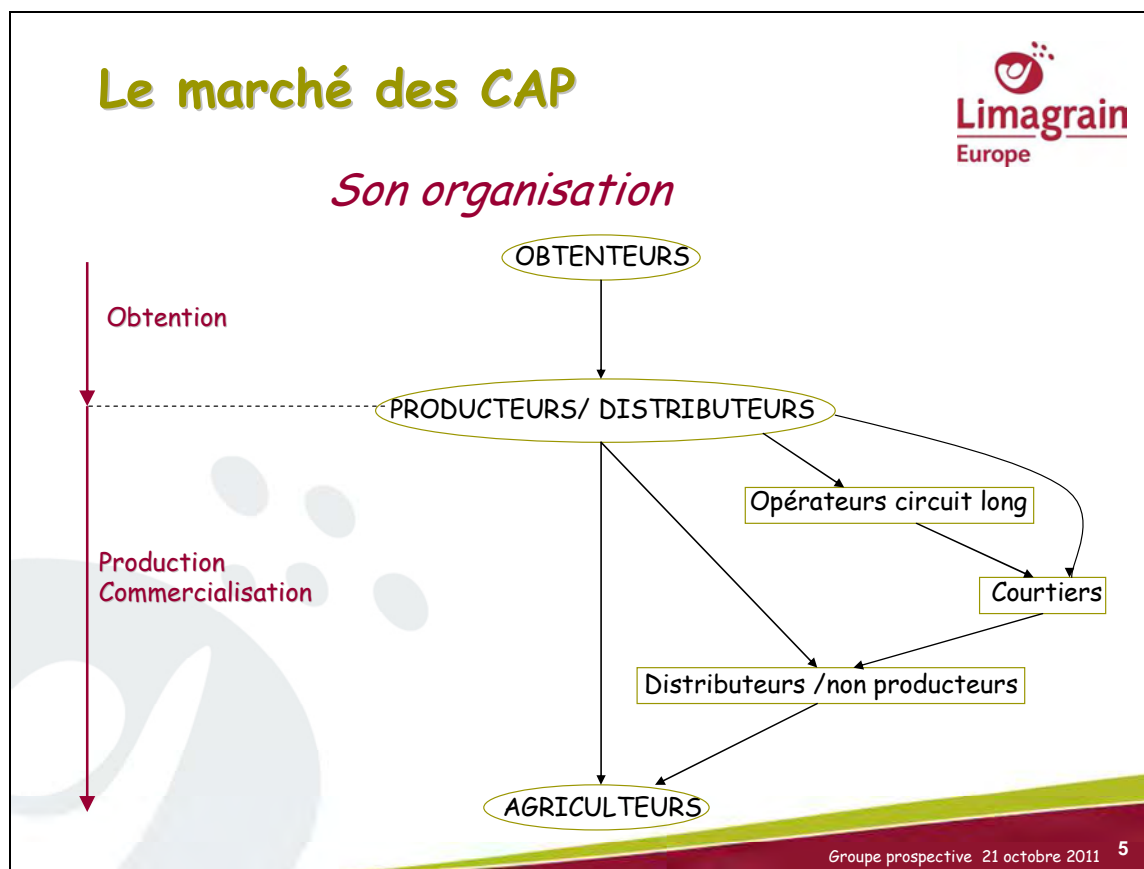 Le marché des CAP
Limagrain
Europe
Son organisation
OBTENTEURS
Obtention
PRODUCTEURS/ DISTRIBUTEURS
Opérateurs circuit long
Production
Commercialisation
Courtiers
Distributeurs /non producteurs
AGRICULTEURS
Groupe prospective 21 octobre 2011 5